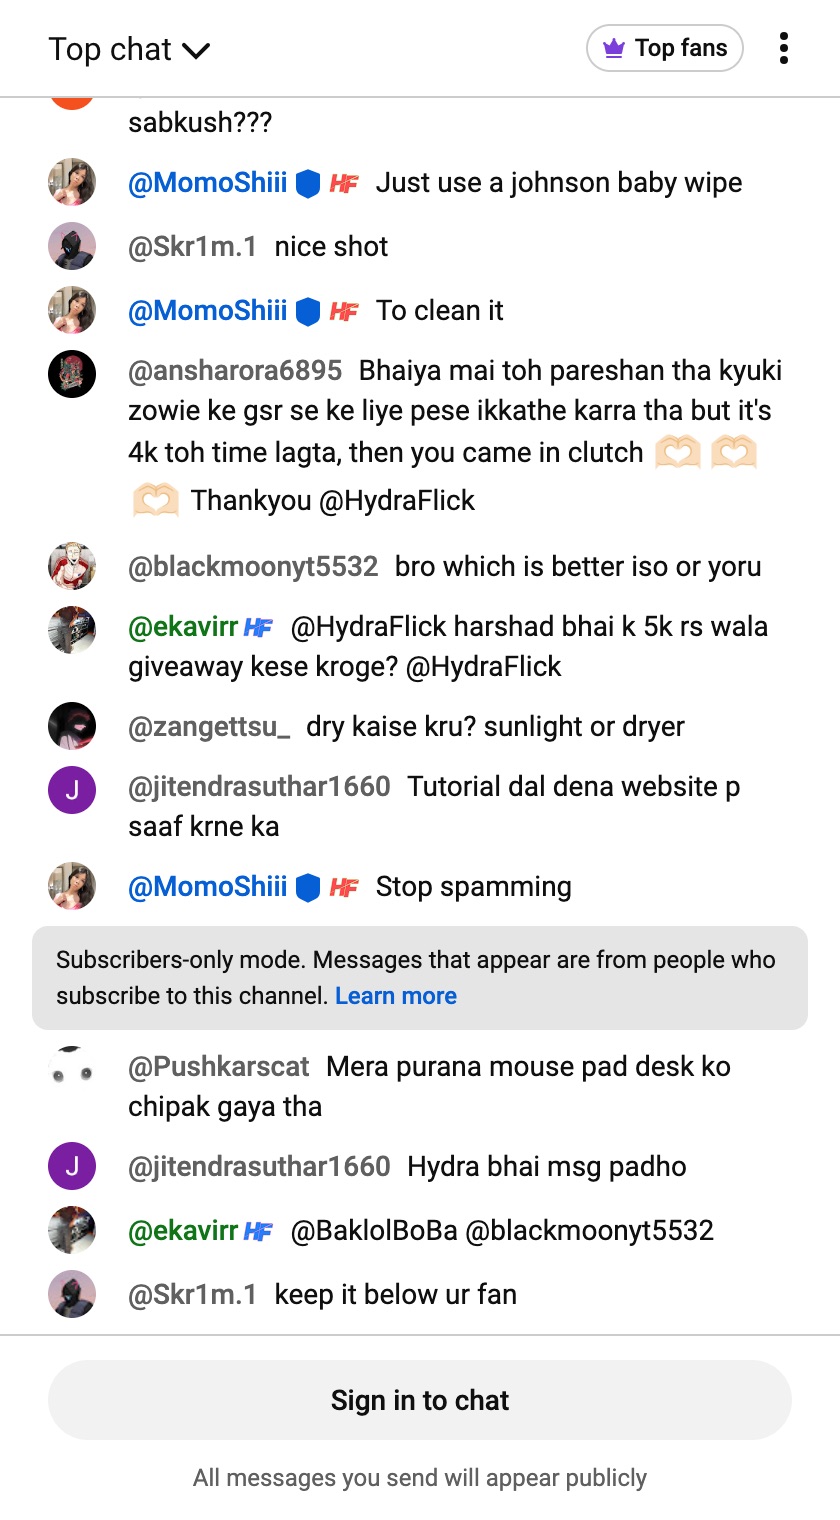 Top chat
Top fans
sabkush???
@MomoShiii HF Just use a johnson baby wipe
@Skr1m.1 nice shot
@MomoShiii HF To clean it
@ansharora6895 Bhaiya mai toh pareshan tha kyuki
zowie ke gsr se ke liye pese ikkathe karra tha but it's
4k toh time lagta, then you came in clutch 🫶🏻 🫶🏻
🫶🏻 Thankyou @HydraFlick
@blackmoonyt5532 bro which is better iso or yoru
@ekavirr HF @HydraFlick harshad bhai k 5k rs wala
giveaway kese kroge? @HydraFlick
@zangettsu_ dry kaise kru? sunlight or dryer
J @jitendrasuthar1660 Tutorial dal dena website p
saaf krne ka
@MomoShiii HF Stop spamming
Subscribers-only mode. Messages that appear are from people who
subscribe to this channel. Learn more
@Pushkarscat Mera purana mouse pad desk ko
chipak gaya tha
J @jitendrasuthar1660 Hydra bhai msg padho
@ekavirr HF @BaklolBoBa @blackmoonyt5532
@Skr1m.1 keep it below ur fan
Sign in to chat
All messages you send will appear publicly